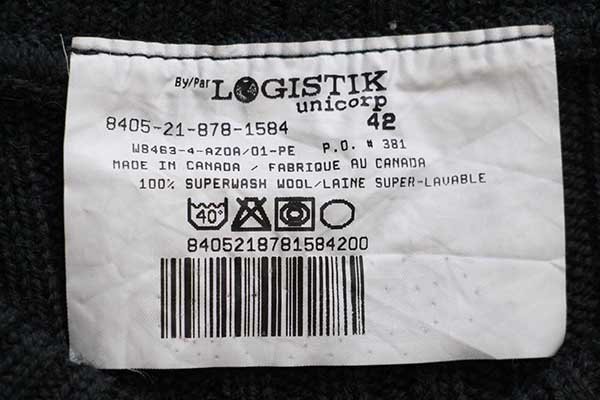 By/Par LOGISTIK
unicorp
8405-21-878-1584 42
W8463-4-AZOA/01-PE P.O. # 381
MADE IN CANADA / FABRIQUE AU CANADA
100% SUPERWASH WOOL/LAINE SUPER-LAVABLE
40°
8405218781584200